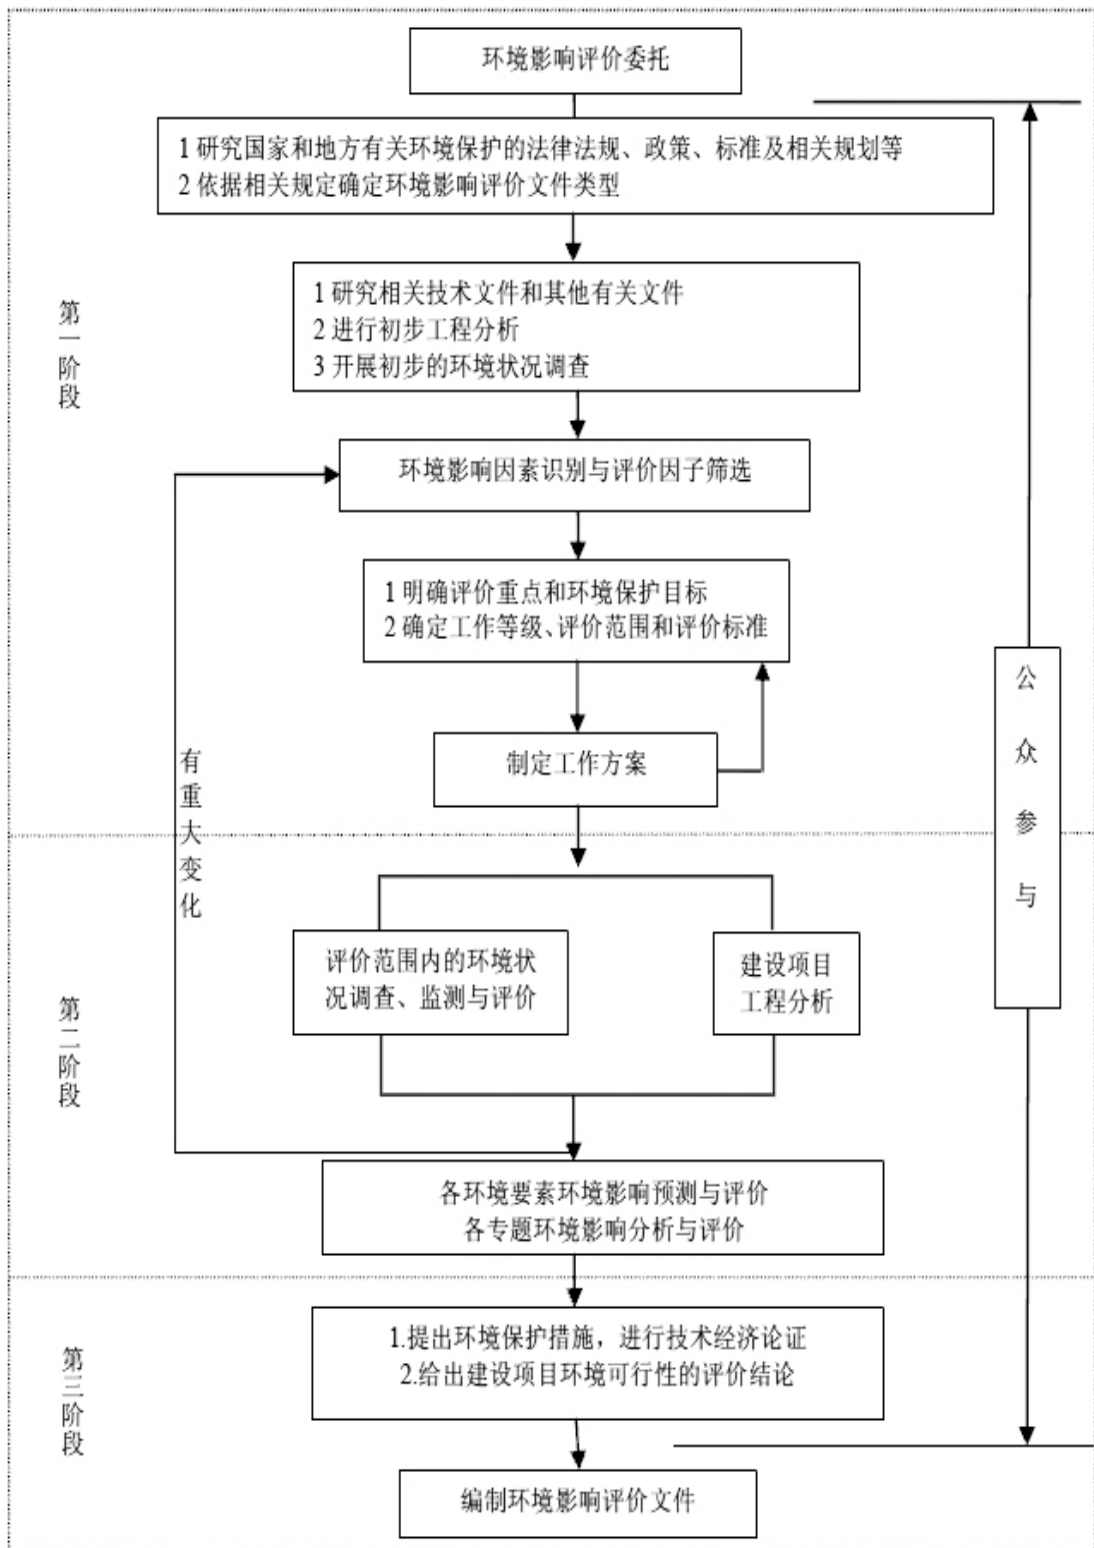 环境影响评价委托
1 研究国家和地方有关环境保护的法律法规、政策、标准及相关规划等
2 依据相关规定确定环境影响评价文件类型
1 研究相关技术文件和其他有关文件
2 进行初步工程分析
3 开展初步的环境状况调查
第一阶段
环境影响因素识别与评价因子筛选
1 明确评价重点和环境保护目标
2 确定工作等级、评价范围和评价标准
制定工作方案
有重大变化
公众参与
评价范围内的环境状
况调查、监测与评价
建设项目
工程分析
第二阶段
各环境要素环境影响预测与评价
各专题环境影响分析与评价
第三阶段
1.提出环境保护措施，进行技术经济论证
2.给出建设项目环境可行性的评价结论
编制环境影响评价文件